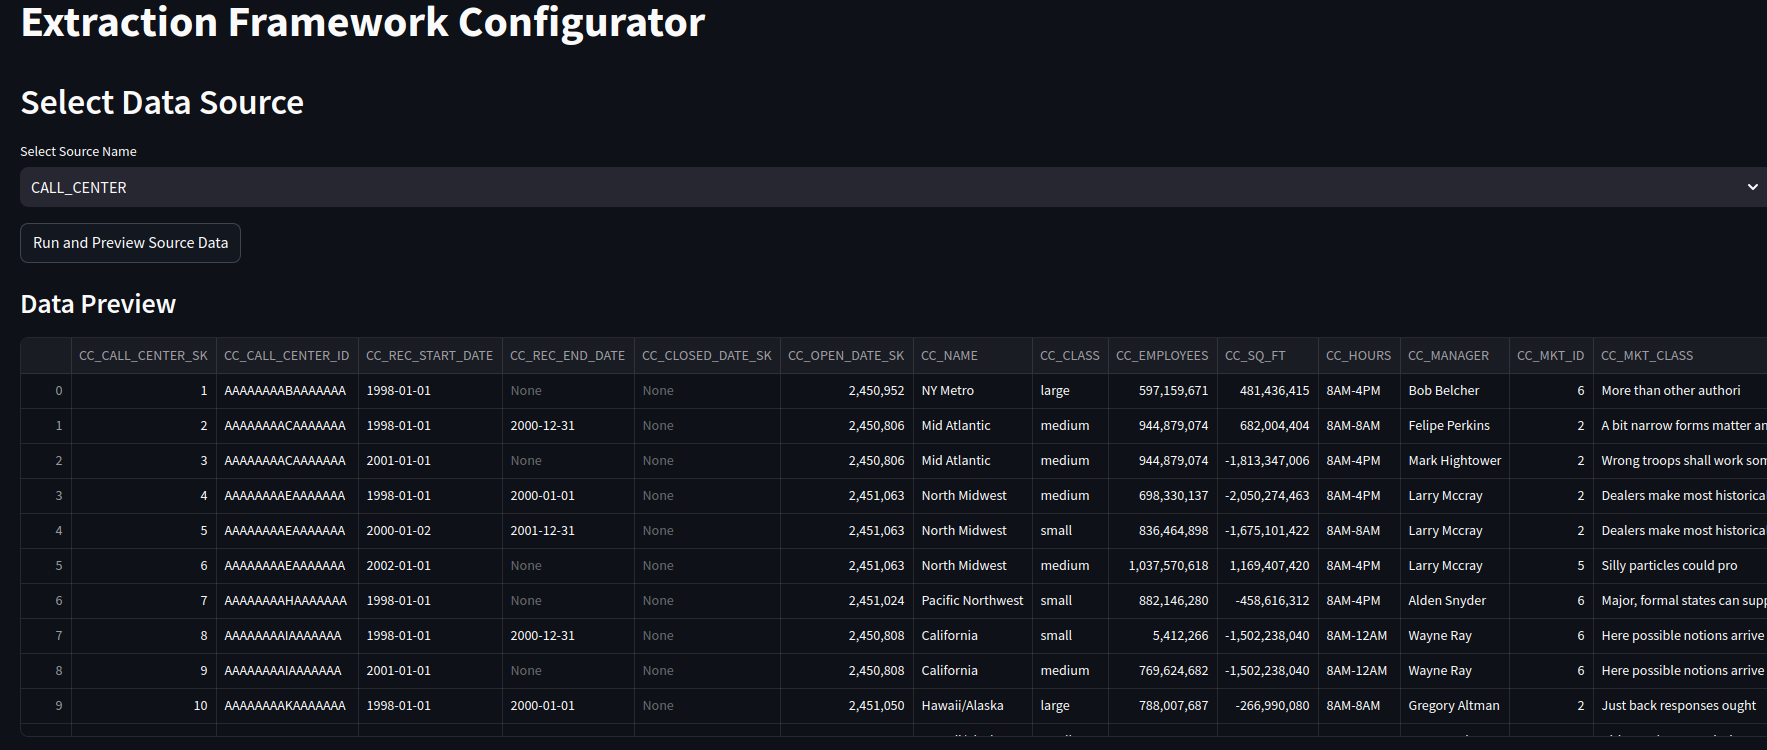 Extraction Framework Configurator
Select Data Source
Select Source Name
CALL_CENTER
Run and Preview Source Data
Data Preview
CC_CALL_CENTER_SK CC_CALL_CENTER_ID CC_REC_START_DATE CC_REC_END_DATE CC_CLOSED_DATE_SK CC_OPEN_DATE_SK CC_NAME CC_CLASS CC_EMPLOYEES CC_SQ_FT CC_HOURS CC_MANAGER CC_MKT_ID CC_MKT_CLASS
0 1 AAAAAAAABAAAAAAA 1998-01-01 None None 2,450,952 NY Metro large 597,159,671 481,436,415 8AM-4PM Bob Belcher 6 More than other authori
1 2 AAAAAAAACAAAAAAA 1998-01-01 2000-12-31 None 2,450,806 Mid Atlantic medium 944,879,074 682,004,404 8AM-8AM Felipe Perkins 2 A bit narrow forms matter an
2 3 AAAAAAAACAAAAAAA 2001-01-01 None None 2,450,806 Mid Atlantic medium 944,879,074 -1,813,347,006 8AM-4PM Mark Hightower 2 Wrong troops shall work som
3 4 AAAAAAAAEAAAAAAA 1998-01-01 2000-01-01 None 2,451,063 North Midwest medium 698,330,137 -2,050,274,463 8AM-4PM Larry Mccray 2 Dealers make most historica
4 5 AAAAAAAAEAAAAAAA 2000-01-02 2001-12-31 None 2,451,063 North Midwest small 836,464,898 -1,675,101,422 8AM-8AM Larry Mccray 2 Dealers make most historica
5 6 AAAAAAAAEAAAAAAA 2002-01-01 None None 2,451,063 North Midwest medium 1,037,570,618 1,169,407,420 8AM-4PM Larry Mccray 5 Silly particles could pro
6 7 AAAAAAAAHAAAAAAA 1998-01-01 None None 2,451,024 Pacific Northwest small 882,146,280 -458,616,312 8AM-4PM Alden Snyder 6 Major, formal states can supp
7 8 AAAAAAAAIAAAAAAA 1998-01-01 2000-12-31 None 2,450,808 California small 5,412,266 -1,502,238,040 8AM-12AM Wayne Ray 6 Here possible notions arrive
8 9 AAAAAAAAIAAAAAAA 2001-01-01 None None 2,450,808 California medium 769,624,682 -1,502,238,040 8AM-12AM Wayne Ray 6 Here possible notions arrive
9 10 AAAAAAAAKAAAAAAA 1998-01-01 2000-01-01 None 2,451,050 Hawaii/Alaska large 788,007,687 -266,990,080 8AM-8AM Gregory Altman 2 Just back responses ought